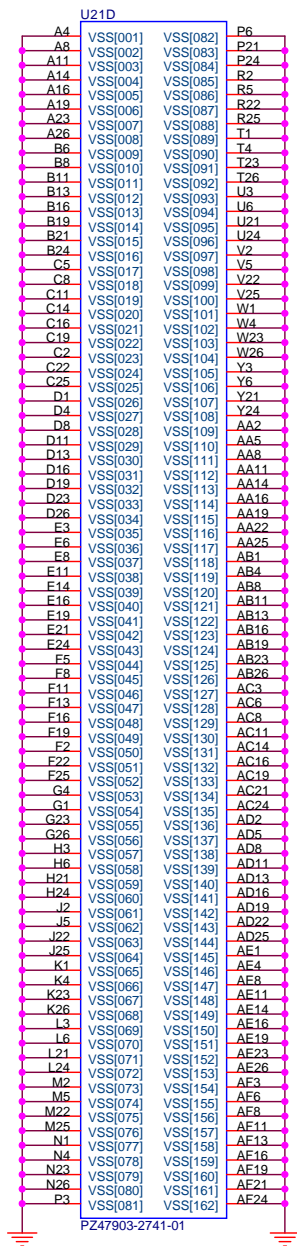 U21D
A4 VSS[001] VSS[082] P6
A8 VSS[002] VSS[083] P21
A11 VSS[003] VSS[084] P24
A14 VSS[004] VSS[085] R2
A16 VSS[005] VSS[086] R5
A19 VSS[006] VSS[087] R22
A23 VSS[007] VSS[088] R25
A26 VSS[008] VSS[089] T1
B6 VSS[009] VSS[090] T4
B8 VSS[010] VSS[091] T23
B11 VSS[011] VSS[092] T26
B13 VSS[012] VSS[093] U3
B16 VSS[013] VSS[094] U6
B19 VSS[014] VSS[095] U21
B21 VSS[015] VSS[096] U24
B24 VSS[016] VSS[097] V2
C5 VSS[017] VSS[098] V5
C8 VSS[018] VSS[099] V22
C11 VSS[019] VSS[100] V25
C14 VSS[020] VSS[101] W1
C16 VSS[021] VSS[102] W4
C19 VSS[022] VSS[103] W23
C2 VSS[023] VSS[104] W26
C22 VSS[024] VSS[105] Y3
C25 VSS[025] VSS[106] Y6
D1 VSS[026] VSS[107] Y21
D4 VSS[027] VSS[108] Y24
D8 VSS[028] VSS[109] AA2
D11 VSS[029] VSS[110] AA5
D13 VSS[030] VSS[111] AA8
D16 VSS[031] VSS[112] AA11
D19 VSS[032] VSS[113] AA14
D23 VSS[033] VSS[114] AA16
D26 VSS[034] VSS[115] AA19
E3 VSS[035] VSS[116] AA22
E6 VSS[036] VSS[117] AA25
E8 VSS[037] VSS[118] AB1
E11 VSS[038] VSS[119] AB4
E14 VSS[039] VSS[120] AB8
E16 VSS[040] VSS[121] AB11
E19 VSS[041] VSS[122] AB13
E21 VSS[042] VSS[123] AB16
E24 VSS[043] VSS[124] AB19
F5 VSS[044] VSS[125] AB23
F8 VSS[045] VSS[126] AB26
F11 VSS[046] VSS[127] AC3
F13 VSS[047] VSS[128] AC6
F16 VSS[048] VSS[129] AC8
F19 VSS[049] VSS[130] AC11
F2 VSS[050] VSS[131] AC14
F22 VSS[051] VSS[132] AC16
F25 VSS[052] VSS[133] AC19
G4 VSS[053] VSS[134] AC21
G1 VSS[054] VSS[135] AC24
G23 VSS[055] VSS[136] AD2
G26 VSS[056] VSS[137] AD5
H3 VSS[057] VSS[138] AD8
H6 VSS[058] VSS[139] AD11
H21 VSS[059] VSS[140] AD13
H24 VSS[060] VSS[141] AD16
J2 VSS[061] VSS[142] AD19
J5 VSS[062] VSS[143] AD22
J22 VSS[063] VSS[144] AD25
J25 VSS[064] VSS[145] AE1
K1 VSS[065] VSS[146] AE4
K4 VSS[066] VSS[147] AE8
K23 VSS[067] VSS[148] AE11
K26 VSS[068] VSS[149] AE14
L3 VSS[069] VSS[150] AE16
L6 VSS[070] VSS[151] AE19
L21 VSS[071] VSS[152] AE23
L24 VSS[072] VSS[153] AE26
M2 VSS[073] VSS[154] AF3
M5 VSS[074] VSS[155] AF6
M22 VSS[075] VSS[156] AF8
M25 VSS[076] VSS[157] AF11
N1 VSS[077] VSS[158] AF13
N4 VSS[078] VSS[159] AF16
N23 VSS[079] VSS[160] AF19
N26 VSS[080] VSS[161] AF21
P3 VSS[081] VSS[162] AF24
PZ47903-2741-01